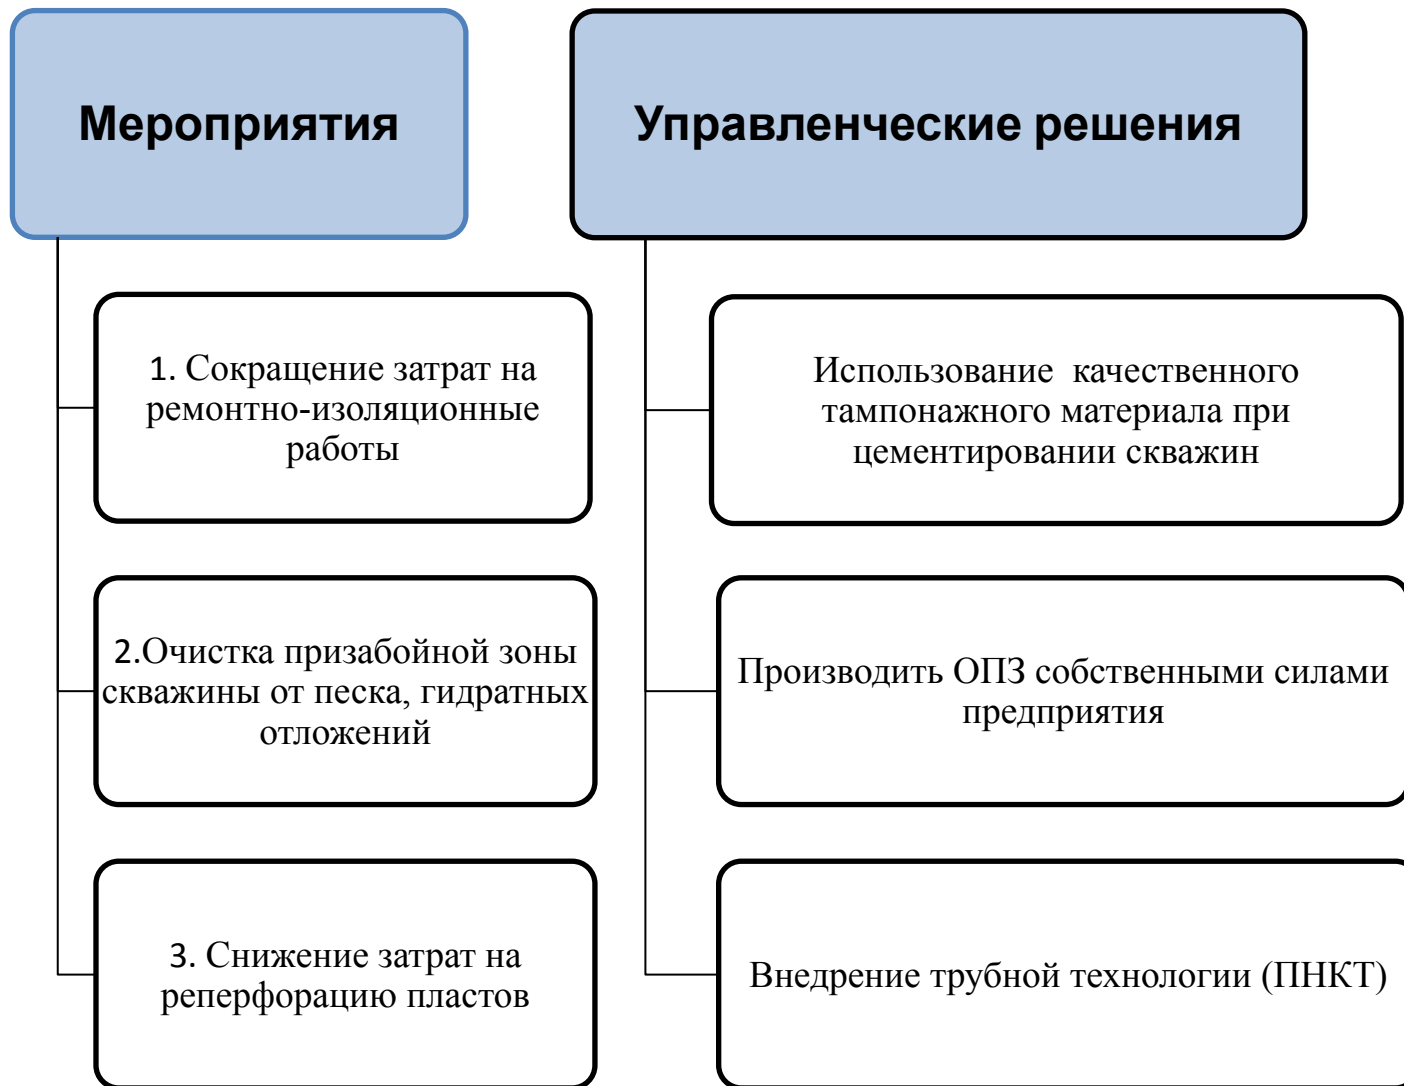 Мероприятия
Управленческие решения
1. Сокращение затрат на
ремонтно-изоляционные
работы
Использование качественного
тампонажного материала при
цементировании скважин
2.Очистка призабойной зоны
скважины от песка, гидратных
отложений
Производить ОПЗ собственными силами
предприятия
3. Снижение затрат на
реперфорацию пластов
Внедрение трубной технологии (ПНКТ)